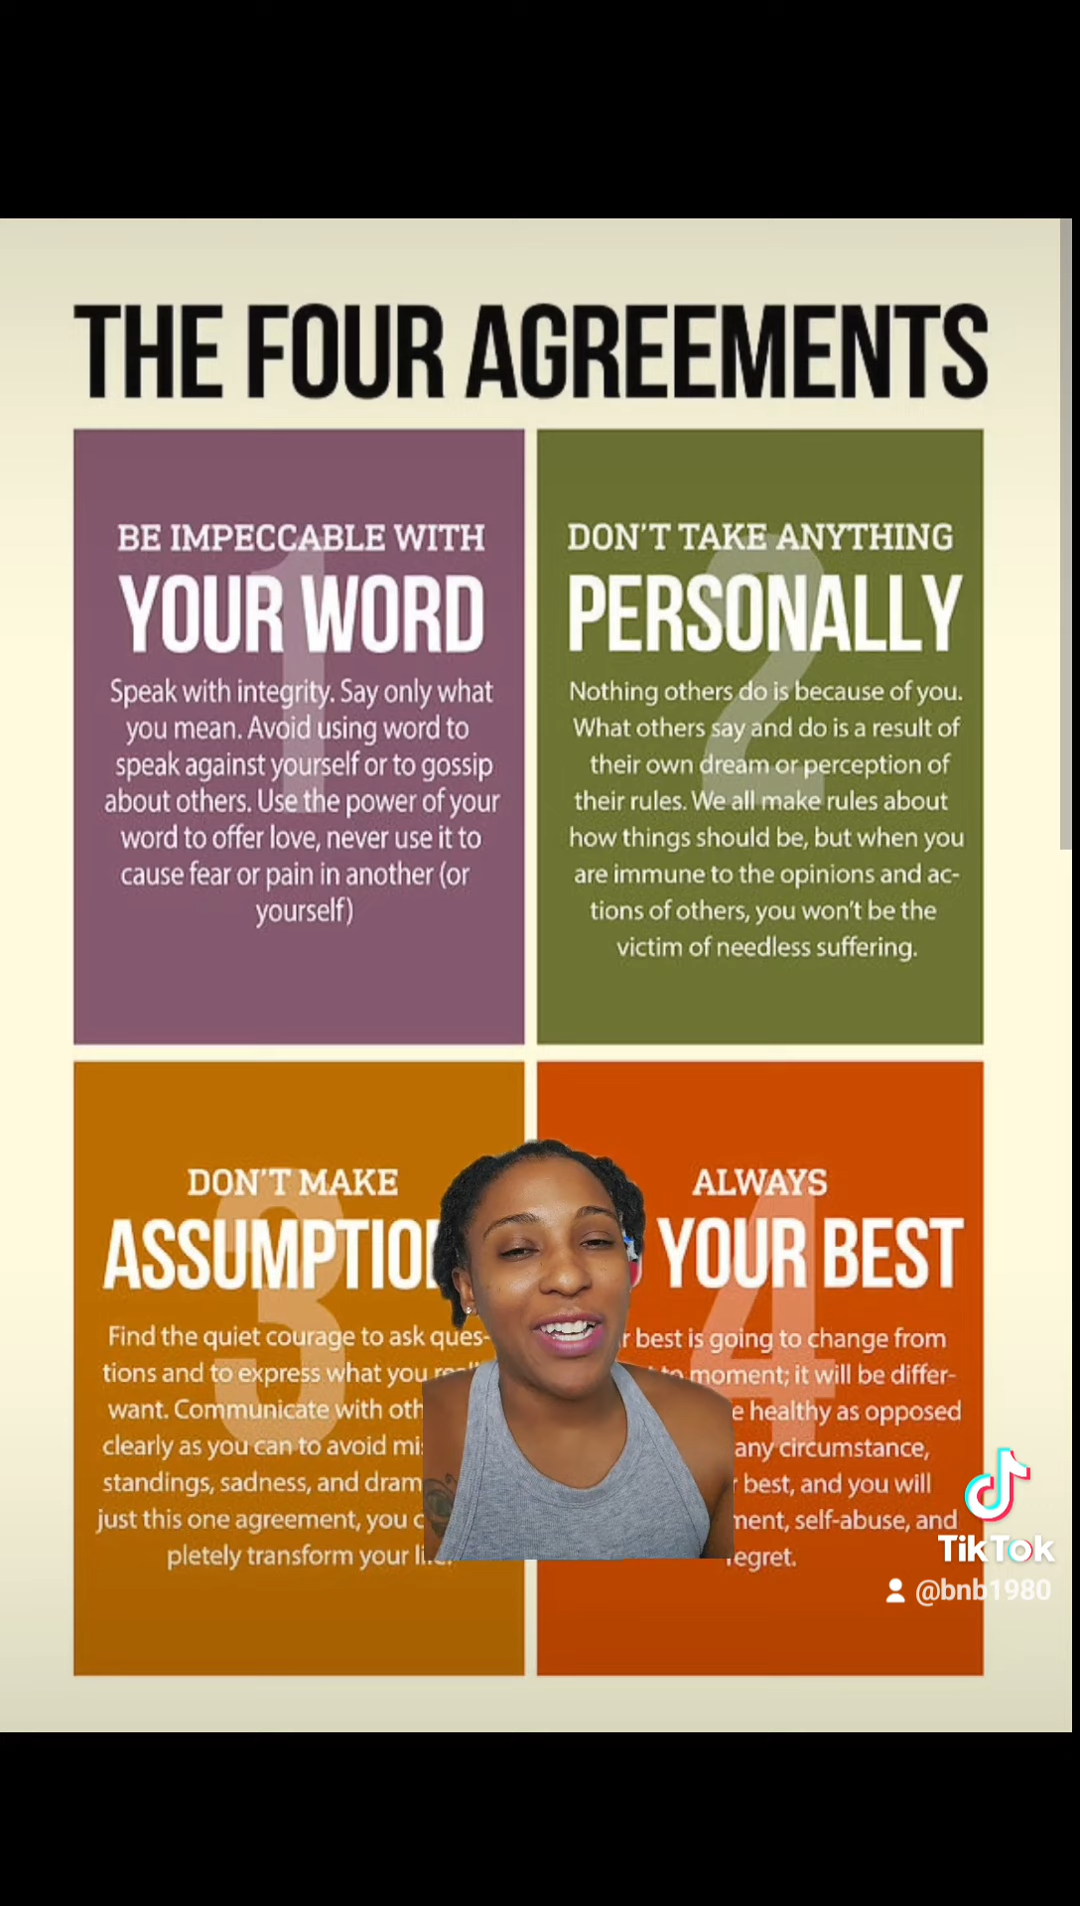 THE FOUR AGREEMENTS
1
BE IMPECCABLE WITH
YOUR WORD
Speak with integrity. Say only what
you mean. Avoid using word to
speak against yourself or to gossip
about others. Use the power of your
word to offer love, never use it to
cause fear or pain in another (or
yourself)
2
DON'T TAKE ANYTHING
PERSONALLY
Nothing others do is because of you.
What others say and do is a result of
their own dream or perception of
their rules. We all make rules about
how things should be, but when you
are immune to the opinions and ac-
tions of others, you won't be the
victim of needless suffering.
3
DON'T MAKE
Find the quiet courage to ask ques-
tions and to express what you
want. Communicate with
clearly as you can to avoid
standings, sadness, and
just this one agreement, you
pletely transform your
4
ALWAYS
YOUR BEST
best is going to change from
moment; it will be differ-
healthy as opposed
any circumstance,
best, and you will
self-abuse, and
TikTok
@bnb1980